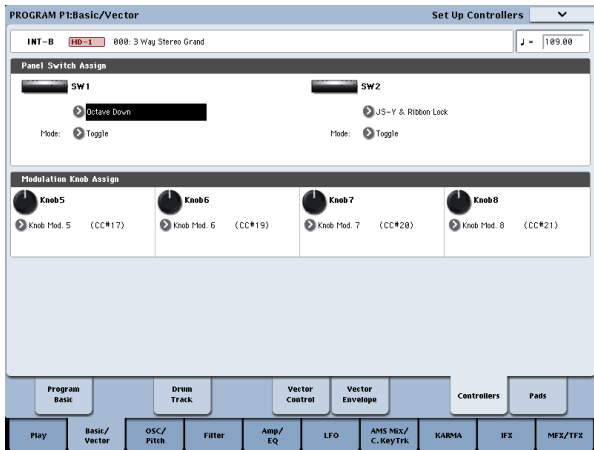 PROGRAM P1:Basic/Vector Set Up Controllers
INT-B HD-1 000: 3 Way Stereo Grand ♩ = 109.00
Panel Switch Assign
SW1 SW2
Octave Down JS-Y & Ribbon Lock
Mode: Toggle Mode: Toggle
Modulation Knob Assign
Knob5 Knob6 Knob7 Knob8
Knob Mod. 5 (CC#17) Knob Mod. 6 (CC#19) Knob Mod. 7 (CC#20) Knob Mod. 8 (CC#21)
Program Drum Vector Vector Controllers Pads
Basic Track Control Envelope
Play Basic/ OSC/ Filter Amp/ LFO AMS Mix/ KARMA IFX MFX/TFX
Vector Pitch EQ C.KeyTrk